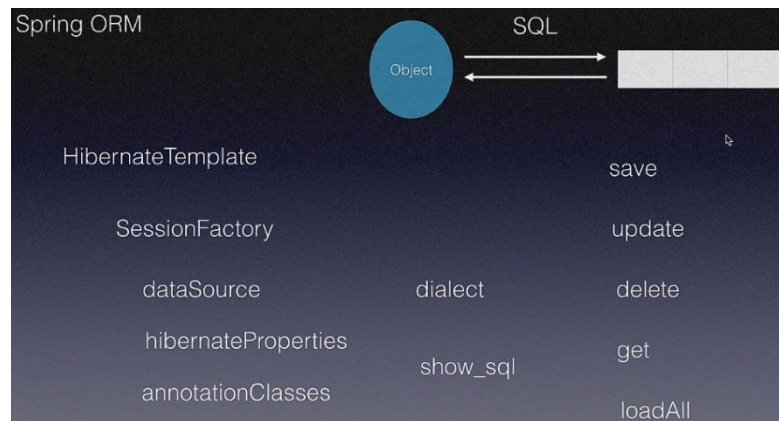 Spring ORM
SQL
Object
HibernateTemplate
save
SessionFactory
update
dataSource
dialect
delete
hibernateProperties
show_sql
get
annotationClasses
loadAll